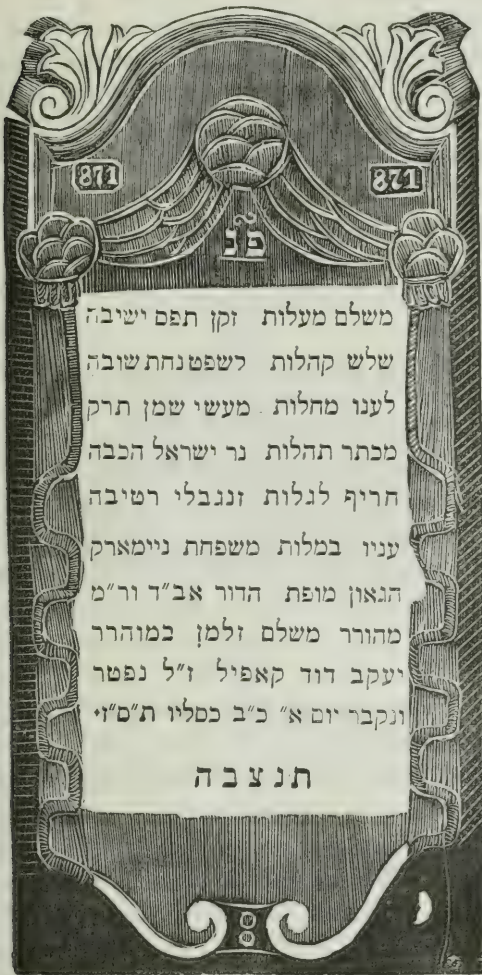 871 871
פנ
משלם מעלות זקן תפס ישיבה
שלש קהלות לשפט נחת שובה
לענו מחלות מעשי שמן תרק
מכתר תהלות נר ישראל הכבה
חריף לגלות זנגבלי רטיבה
עניו במלות משפחת ניימארק
הגאון מופת הדור אב״ד ור״מ
מהורר משלם זלמן במוהרר
יעקב דוד קאפיל ז״ל נפטר
ונקבר יום א״ כ״ב כסליו ת״ס״ז׃
תנצבה